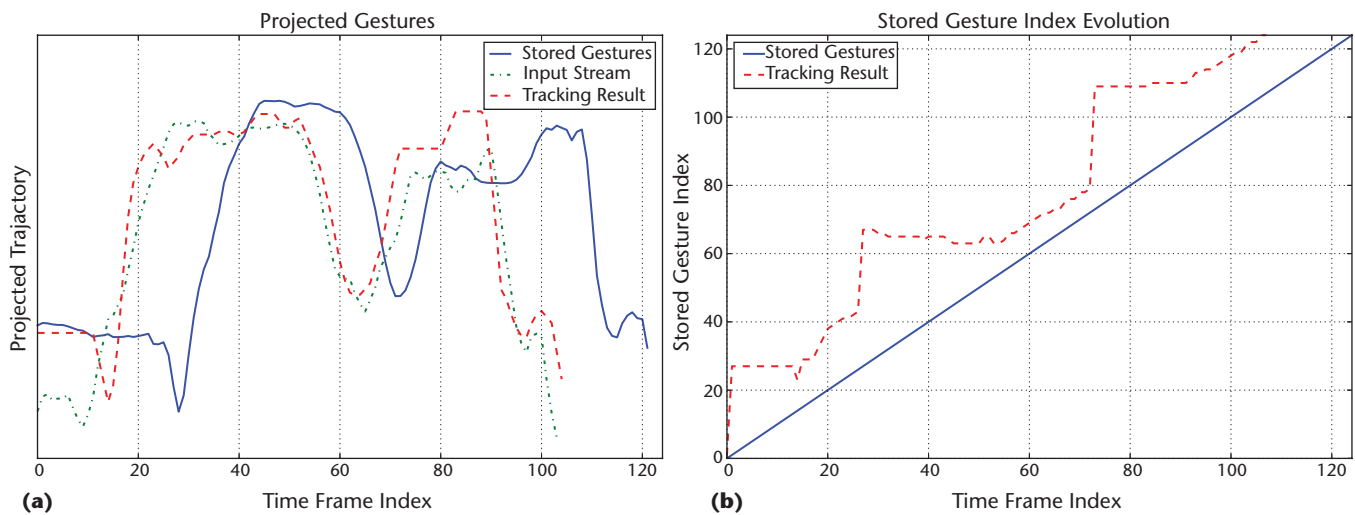 Projected Gestures
Stored Gestures
Input Stream
Tracking Result
Projected Trajactory
0 20 40 60 80 100 120
(a) Time Frame Index
Stored Gesture Index Evolution
Stored Gestures
Tracking Result
120
100
80
60
40
20
0
Stored Gesture Index
0 20 40 60 80 100 120
(b) Time Frame Index